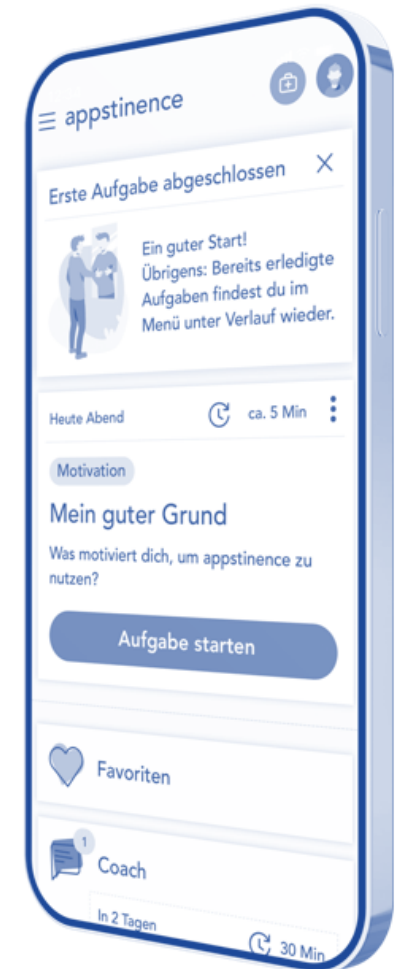 appstinence
Erste Aufgabe abgeschlossen
Ein guter Start!
Übrigens: Bereits erledigte
Aufgaben findest du im
Menü unter Verlauf wieder.
Heute Abend ca. 5 Min
Motivation
Mein guter Grund
Was motiviert dich, um appstinence zu
nutzen?
Aufgabe starten
Favoriten
1
Coach
In 2 Tagen 30 Min